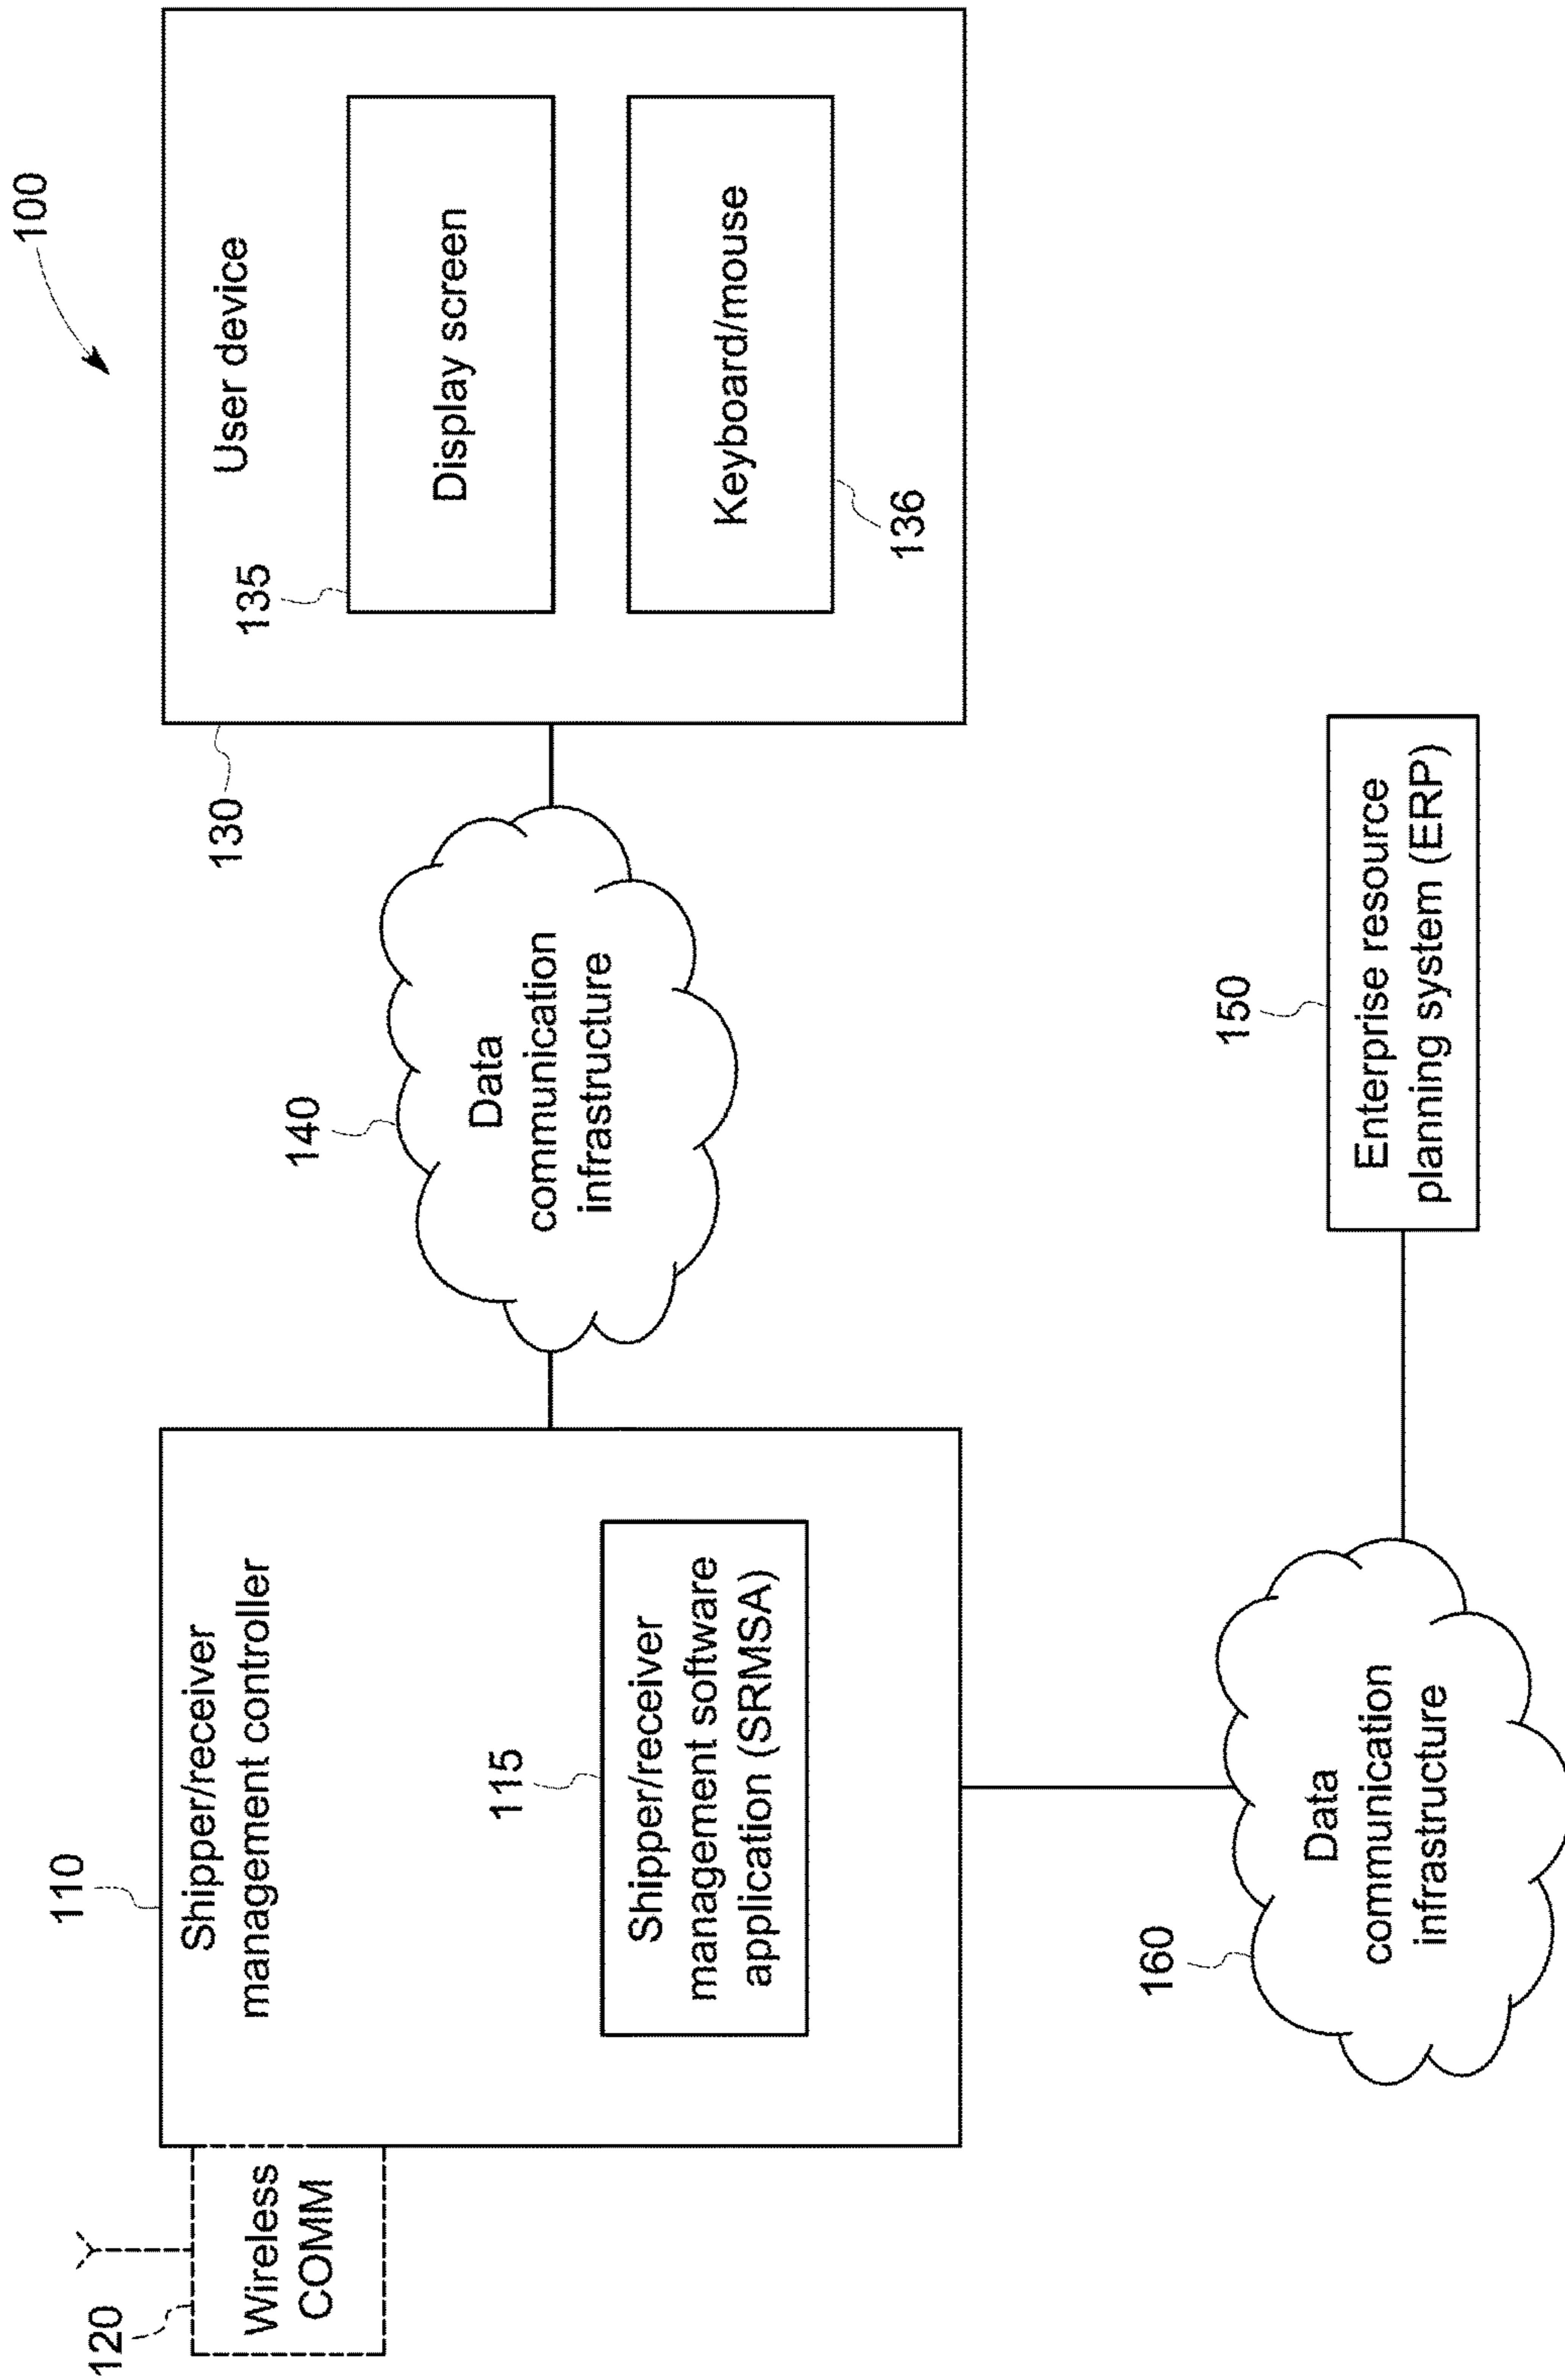 100
120
Wireless
COMM
110
Shipper/receiver
management controller
115
Shipper/receiver
management software
application (SRMSA)
140
Data
communication
infrastructure
130
User device
135
Display screen
Keyboard/mouse
136
160
Data
communication
infrastructure
150
Enterprise resource
planning system (ERP)